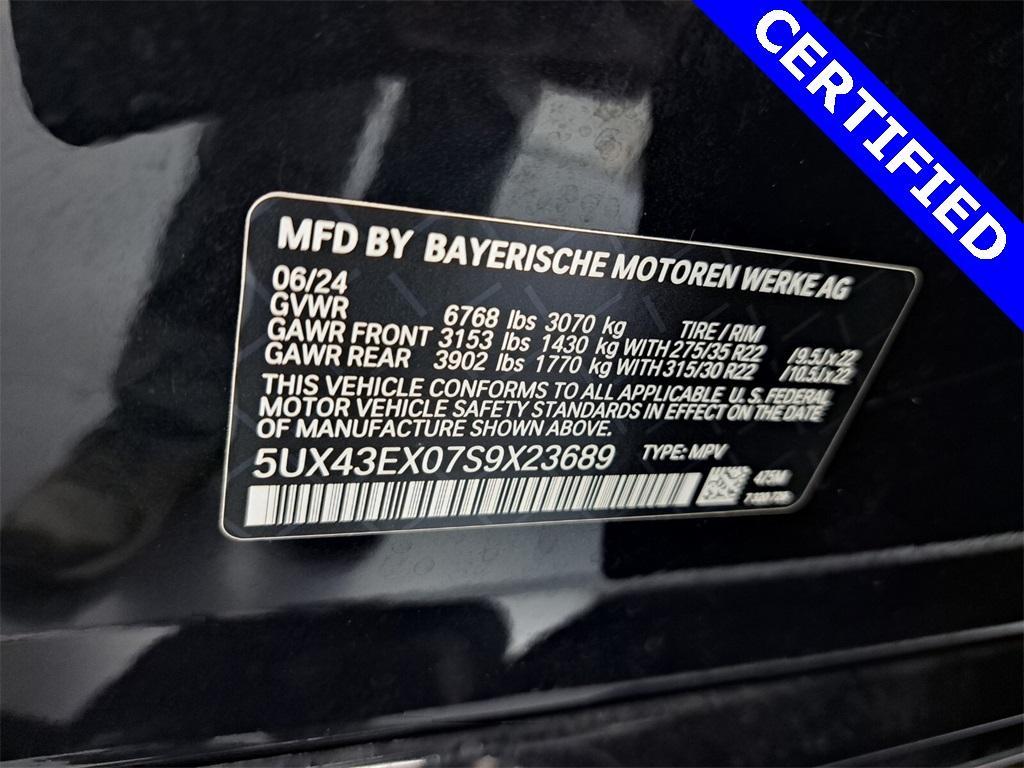 CERTIFIED
MFD BY BAYERISCHE MOTOREN WERKE AG
06/24
GVWR 6768 lbs 3070 kg TIRE / RIM
GAWR FRONT 3153 lbs 1430 kg WITH 275/35 R22 /9.5Jx22
GAWR REAR 3902 lbs 1770 kg WITH 315/30 R22 /10.5Jx22
THIS VEHICLE CONFORMS TO ALL APPLICABLE U.S. FEDERAL
MOTOR VEHICLE SAFETY STANDARDS IN EFFECT ON THE DATE
OF MANUFACTURE SHOWN ABOVE.
5UX43EX07S9X23689 TYPE: MPV
475M